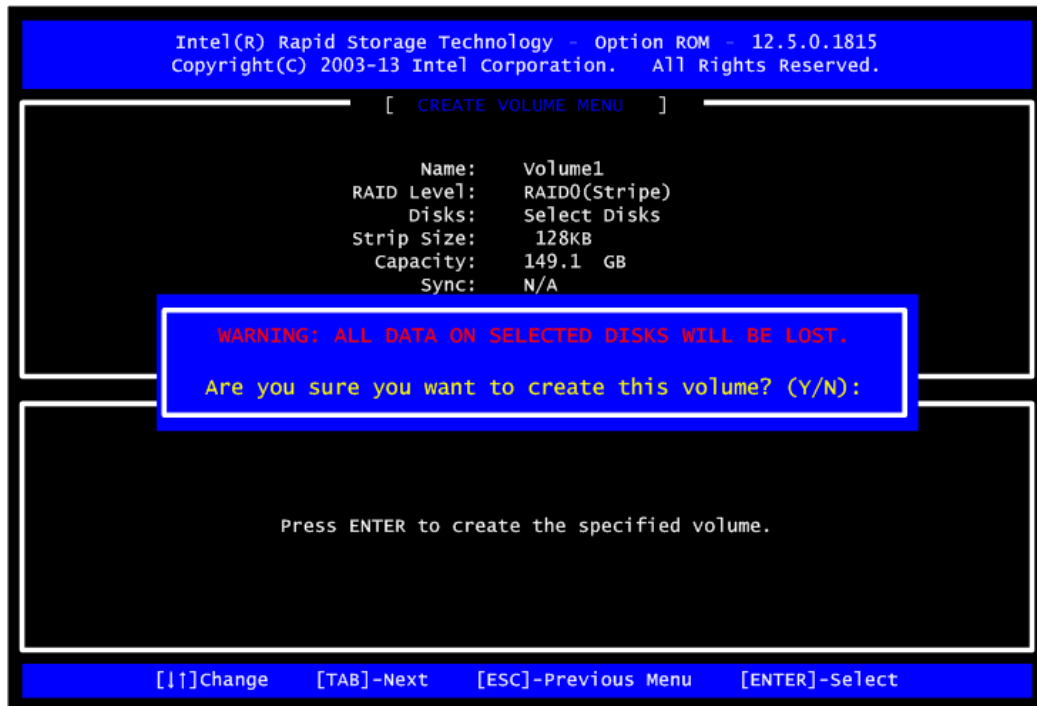 Intel(R) Rapid Storage Technology - Option ROM - 12.5.0.1815
Copyright(C) 2003-13 Intel Corporation. All Rights Reserved.
[ CREATE VOLUME MENU ]
Name: Volume1
RAID Level: RAID0(Stripe)
Disks: Select Disks
Strip Size: 128KB
Capacity: 149.1 GB
Sync: N/A
WARNING: ALL DATA ON SELECTED DISKS WILL BE LOST.
Are you sure you want to create this volume? (Y/N):
Press ENTER to create the specified volume.
[↓↑]Change [TAB]-Next [ESC]-Previous Menu [ENTER]-Select